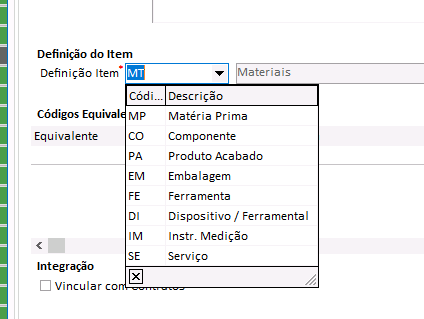 Definição do Item
Definição Item* MT Materiais
Códi... Descrição
MP Matéria Prima
CO Componente
PA Produto Acabado
EM Embalagem
FE Ferramenta
DI Dispositivo / Ferramental
IM Instr. Medição
SE Serviço
Códigos Equivale
Equivalente
Integração
Vincular com contratos